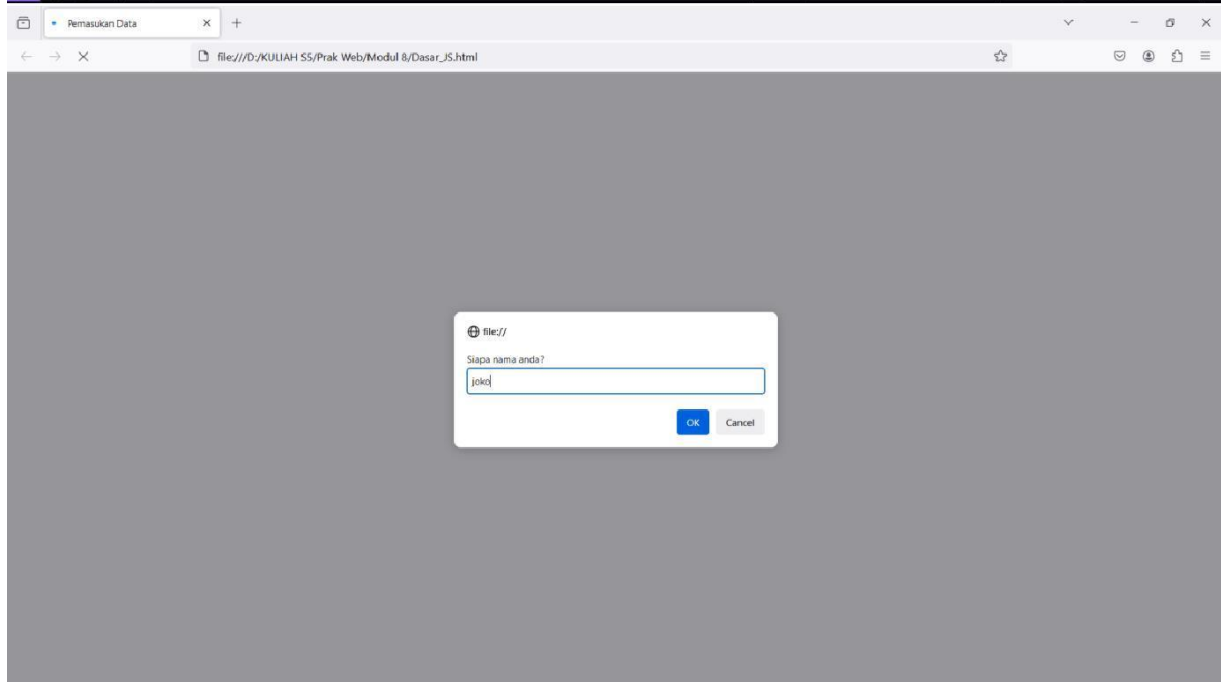 Pemasukan Data
file:///D:/KULIAH S5/Prak Web/Modul 8/Dasar_JS.html
file://
Siapa nama anda?
joko
OK Cancel